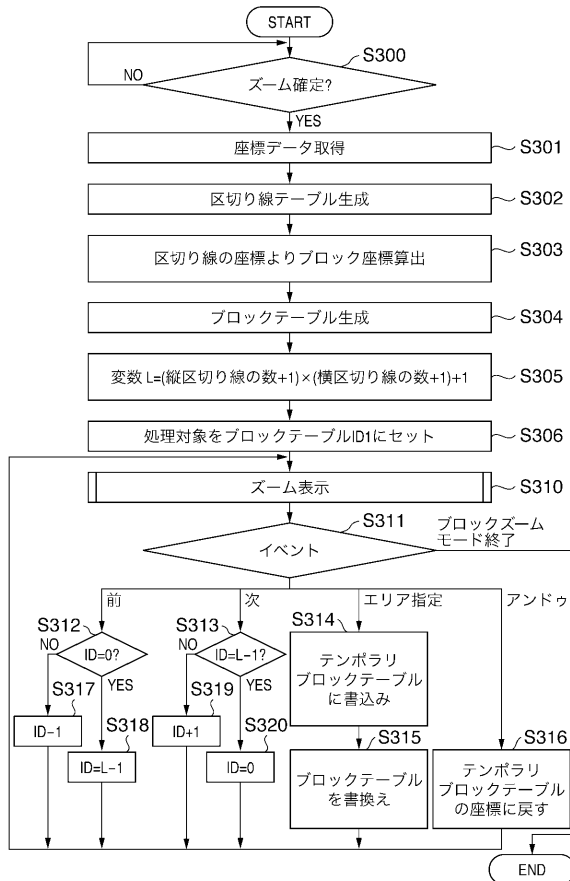 START
S300
NO
ズーム確定?
YES
座標データ取得
S301
区切り線テーブル生成
S302
区切り線の座標よりブロック座標算出
S303
ブロックテーブル生成
S304
変数 L=(縦区切り線の数+1)×(横区切り線の数+1)+1
S305
処理対象をブロックテーブルID1にセット
S306
ズーム表示
S310
S311
イベント
ブロックズーム
モード終了
前
次
エリア指定
アンドゥ
S312
ID=0?
NO
YES
S313
ID=L-1?
NO
YES
S314
テンポラリ
ブロックテーブル
に書込み
S317
ID-1
S318
ID=L-1
S319
ID+1
S320
ID=0
S315
ブロックテーブル
を書換え
S316
テンポラリ
ブロックテーブル
の座標に戻す
END